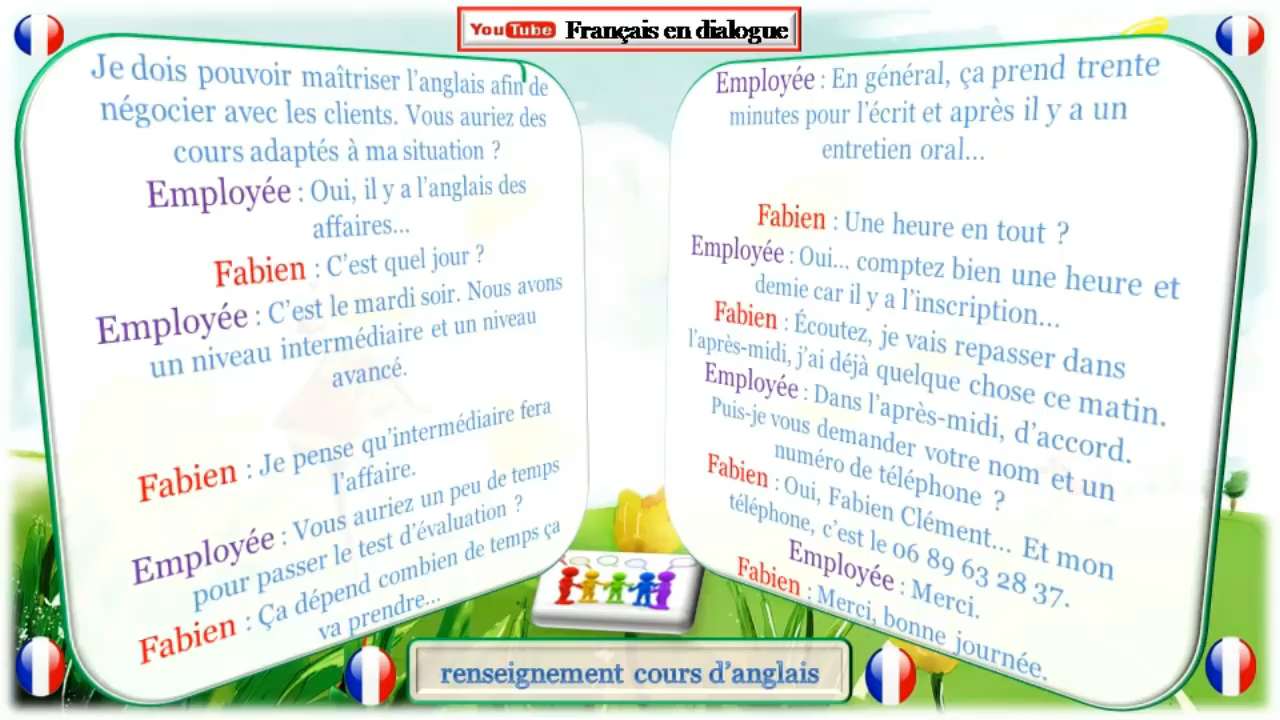 YouTube Français en dialogue
Je dois pouvoir maîtriser l'anglais afin de
négocier avec les clients. Vous auriez des
cours adaptés à ma situation ?
Employée : Oui, il y a l'anglais des
affaires...
Fabien : C'est quel jour ?
Employée : C'est le mardi soir. Nous avons
un niveau intermédiaire et un niveau
avancé.
Fabien : Je pense qu'intermédiaire fera
l'affaire.
Employée : Vous auriez un peu de temps
pour passer le test d'évaluation ?
Fabien : Ça dépend combien de temps ça
va prendre...
Employée : En général, ça prend trente
minutes pour l'écrit et après il y a un
entretien oral...
Fabien : Une heure en tout ?
Employée : Oui... comptez bien une heure et
demie car il y a l'inscription...
Fabien : Écoutez, je vais repasser dans
l'après-midi, j'ai déjà quelque chose ce matin.
Employée : Dans l'après-midi, d'accord.
Puis-je vous demander votre nom et un
numéro de téléphone ?
Fabien : Oui, Fabien Clément... Et mon
téléphone, c'est le 06 89 63 28 37.
Employée : Merci.
Fabien : Merci, bonne journée.
renseignement cours d'anglais